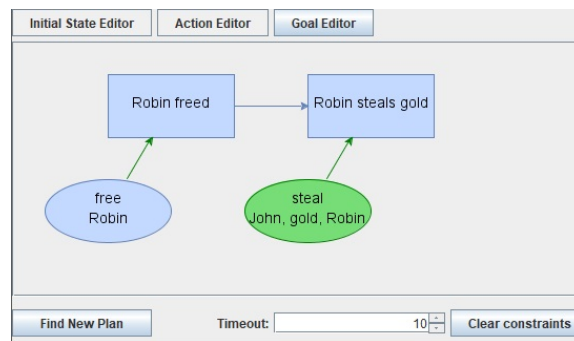 Initial State Editor
Action Editor
Goal Editor
Robin freed
Robin steals gold
free
Robin
steal
John, gold, Robin
Find New Plan
Timeout:
10
Clear constraints